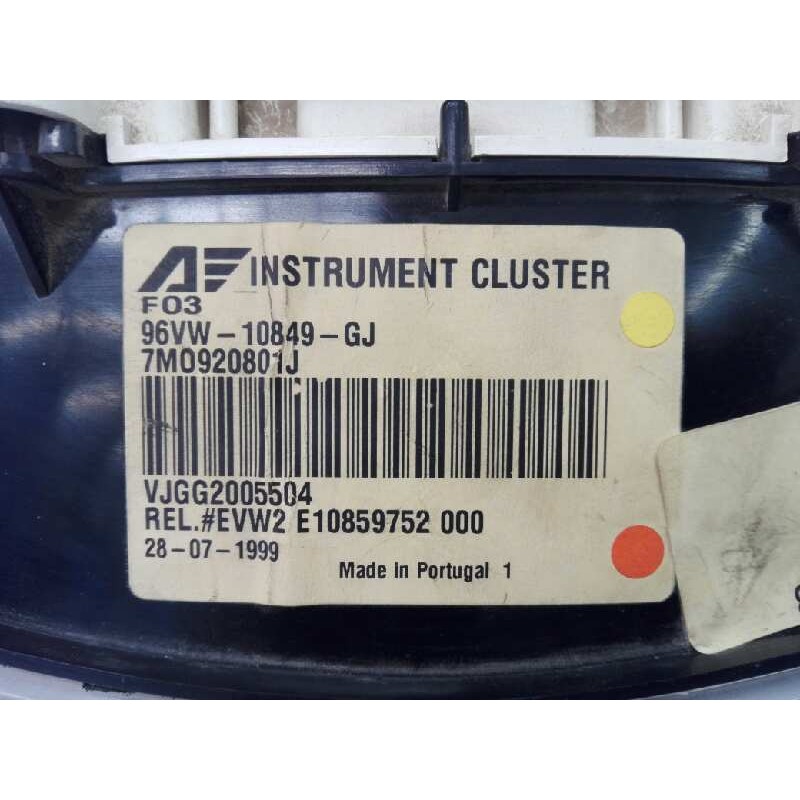 AF INSTRUMENT CLUSTER
F03
96VW-10849-GJ
7M0920801J
VJGG2005504
REL.#EVW2 E10859752 000
28-07-1999
Made in Portugal 1